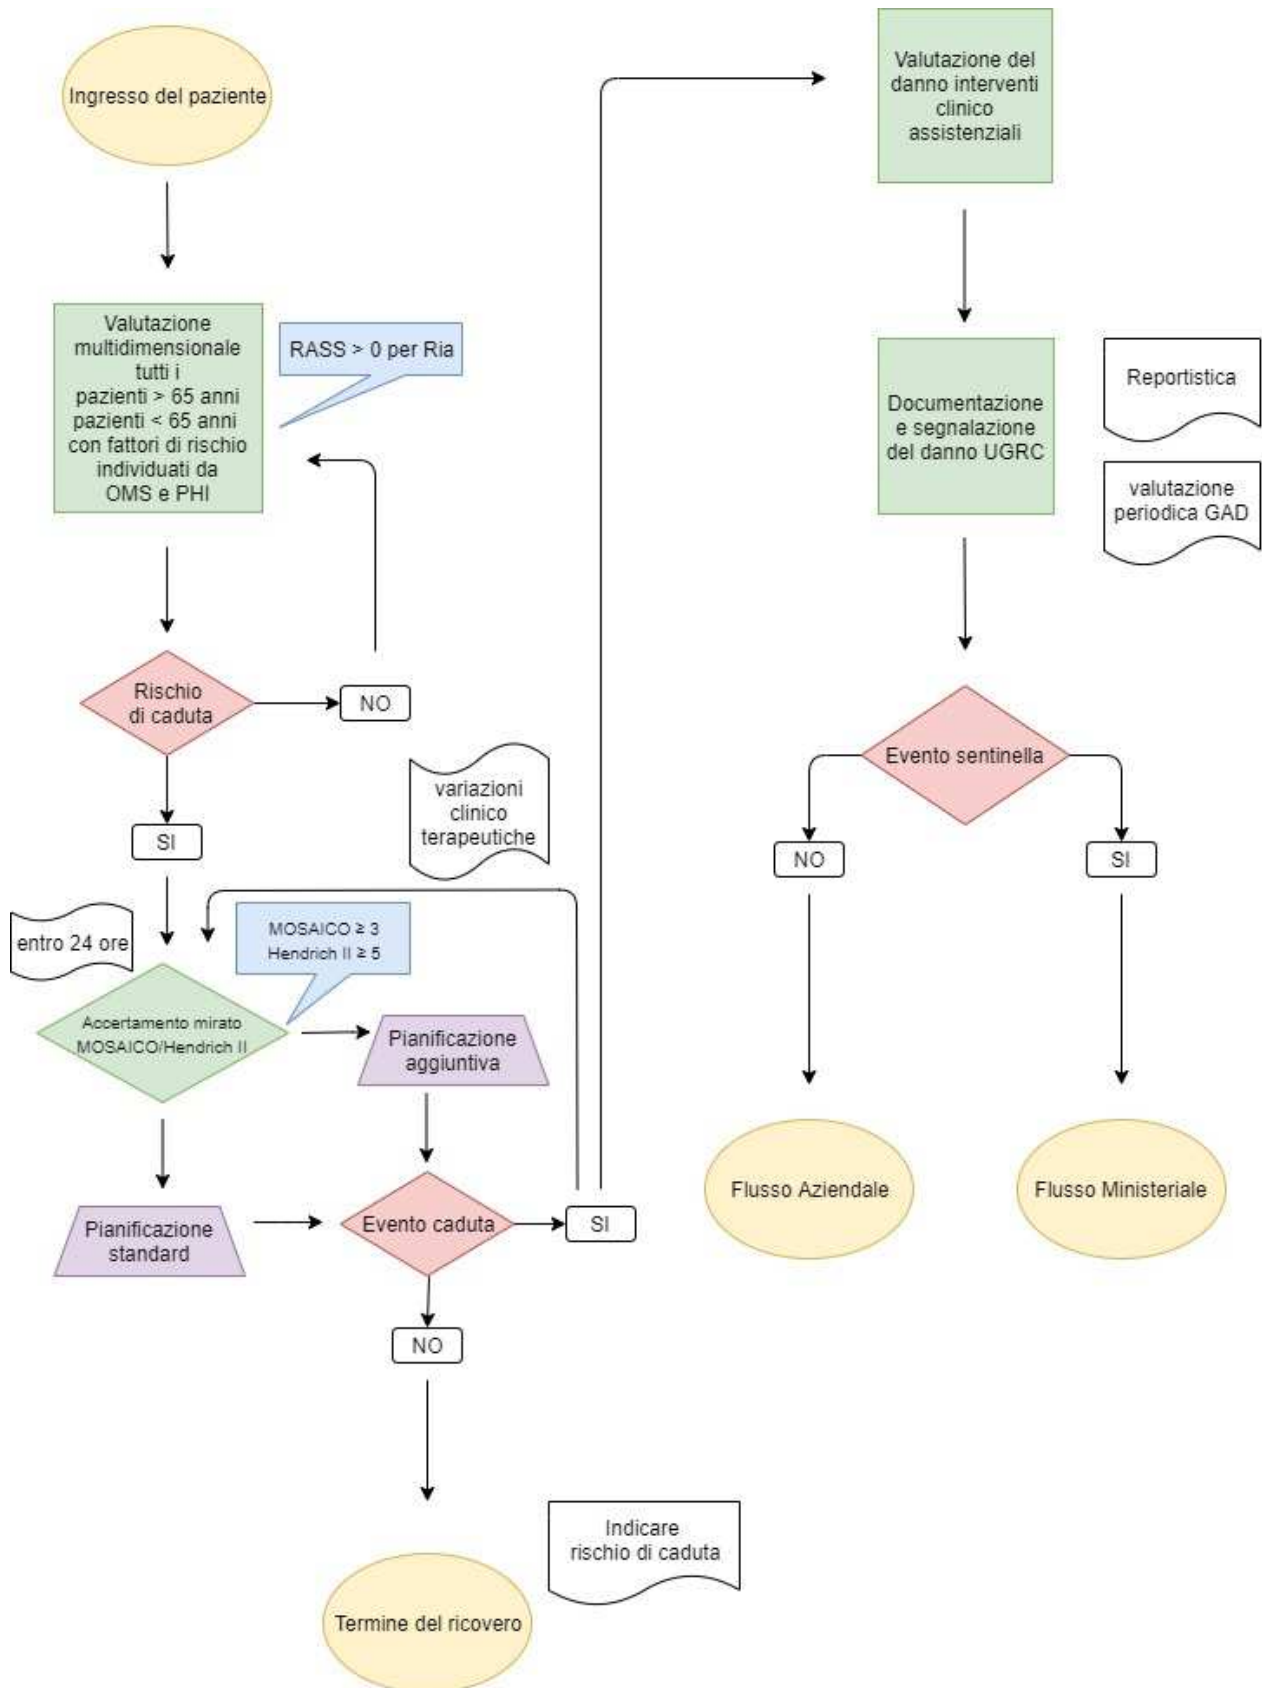 Ingresso del paziente
Valutazione
multidimensionale
tutti i
pazienti > 65 anni
pazienti < 65 anni
con fattori di rischio
individuati da
OMS e PHI
RASS > 0 per Ria
Rischio
di caduta
NO
SI
variazioni
clinico
terapeutiche
entro 24 ore
MOSAICO ≥ 3
Hendrich II ≥ 5
Accertamento mirato
MOSAICO/Hendrich II
Pianificazione
aggiuntiva
Pianificazione
standard
Evento caduta
SI
NO
Indicare
rischio di caduta
Termine del ricovero
Valutazione del
danno interventi
clinico
assistenziali
Documentazione
e segnalazione
del danno UGRC
Reportistica
valutazione
periodica GAD
Evento sentinella
NO
SI
Flusso Aziendale
Flusso Ministeriale